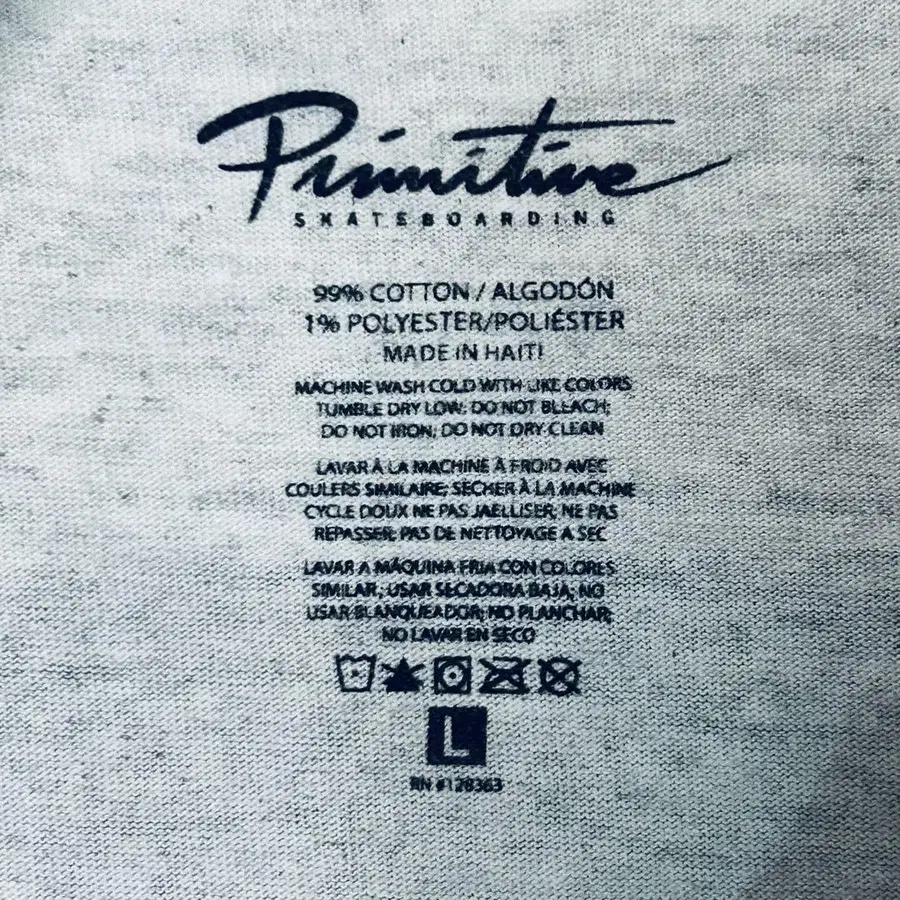 Primitive
SKATEBOARDING
99% COTTON / ALGODÓN
1% POLYESTER/POLIÉSTER
MADE IN HAITI
MACHINE WASH COLD WITH LIKE COLORS
TUMBLE DRY LOW; DO NOT BLEACH;
DO NOT IRON; DO NOT DRY CLEAN
LAVAR À LA MACHINE À FROID AVEC
COULERS SIMILAIRE; SECHER À LA MACHINE
CYCLE DOUX NE PAS JAELLISER; NE PAS
REPASSER; PAS DE NETTOYAGE A SEC
LAVAR A MÁQUINA FRIA CON COLORES
SIMILAR; USAR SECADORA BAJA; NO
USAR BLANQUEADOR; NO PLANCHAR;
NO LAVAR EN SECO
L
RN #128363